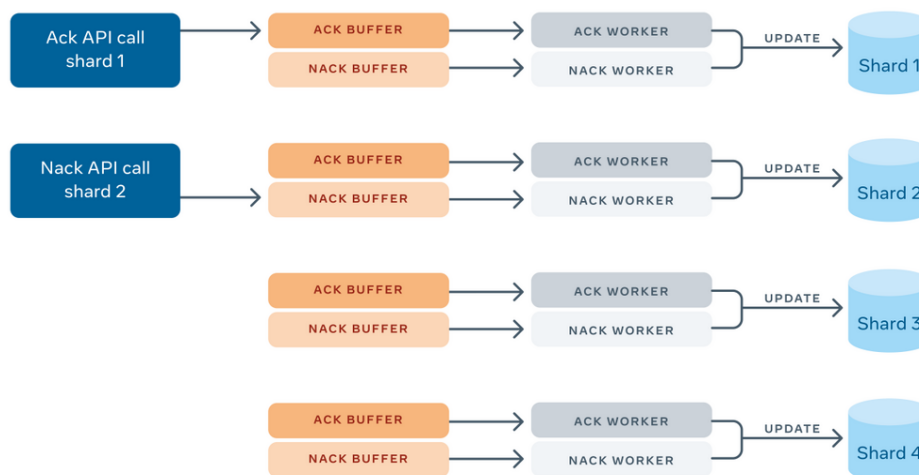 Ack API call
shard 1
ACK BUFFER
ACK WORKER
NACK BUFFER
NACK WORKER
UPDATE
Shard 1
Nack API call
shard 2
ACK BUFFER
ACK WORKER
NACK BUFFER
NACK WORKER
UPDATE
Shard 2
ACK BUFFER
ACK WORKER
NACK BUFFER
NACK WORKER
UPDATE
Shard 3
ACK BUFFER
ACK WORKER
NACK BUFFER
NACK WORKER
UPDATE
Shard 4